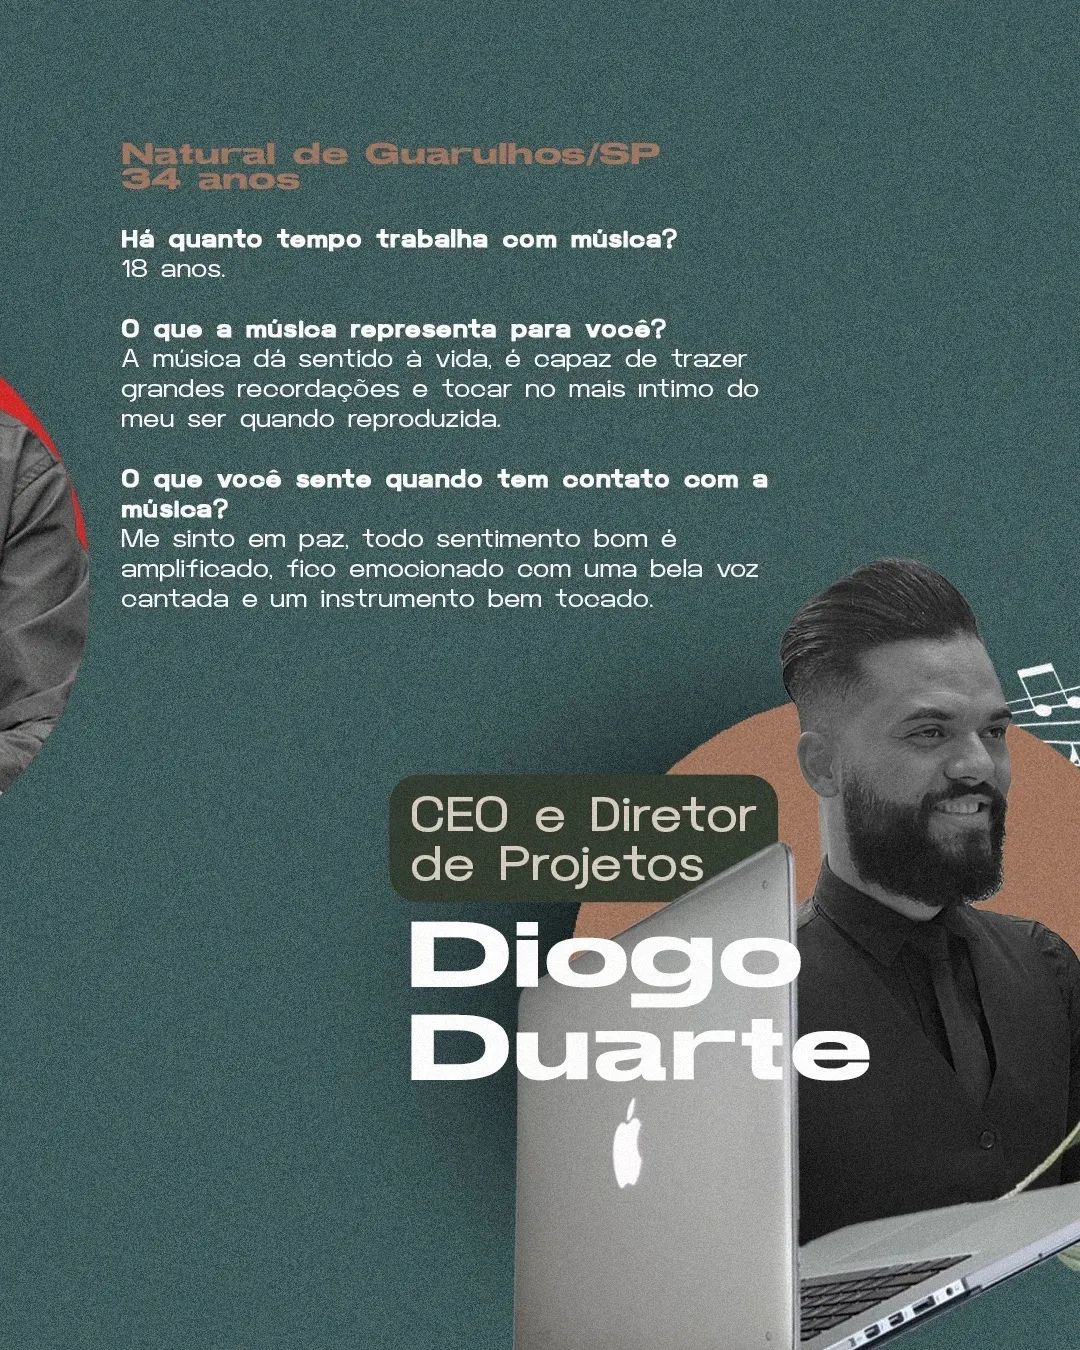 Natural de Guarulhos/SP
34 anos
Há quanto tempo trabalha com música?
18 anos.
O que a música representa para você?
A música dá sentido à vida, é capaz de trazer
grandes recordações e tocar no mais ıntimo do
meu ser quando reproduzida.
O que você sente quando tem contato com a
música?
Me sinto em paz, todo sentimento bom é
amplificado, fico emocionado com uma bela voz
cantada e um instrumento bem tocado.
CEO e Diretor
de Projetos
Diogo
Duarte